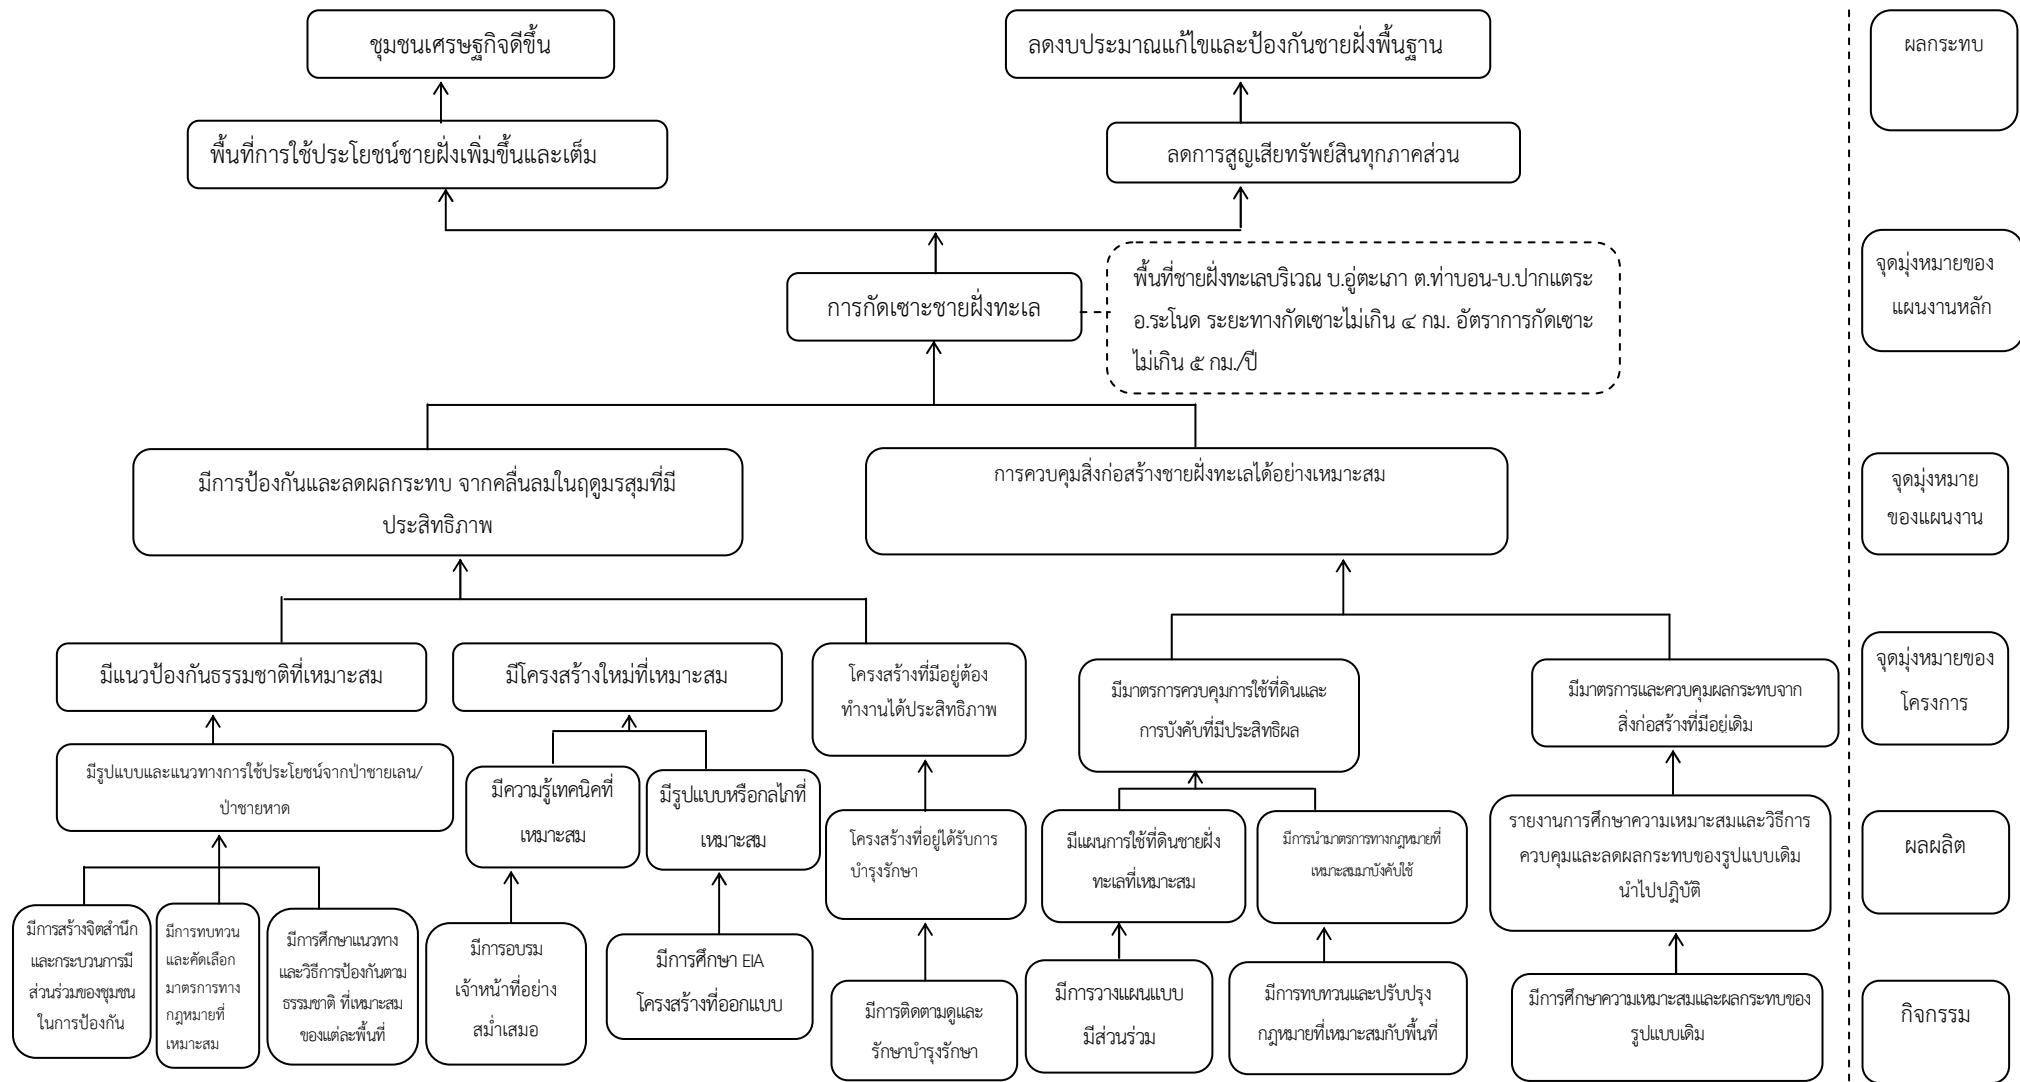 ชุมชนเศรษฐกิจดีขึ้น
ลดงบประมาณแก้ไขและป้องกันชายฝั่งพื้นฐาน
ผลกระทบ
พื้นที่การใช้ประโยชน์ชายฝั่งเพิ่มขึ้นและเต็ม
ลดการสูญเสียทรัพย์สินทุกภาคส่วน
การกัดเซาะชายฝั่งทะเล
พื้นที่ชายฝั่งทะเลบริเวณ บ.อู่ตะเภา ต.ท่าบอน-บ.ปากแตระ
อ.ระโนด ระยะทางกัดเซาะไม่เกิน ๔ กม. อัตราการกัดเซาะ
ไม่เกิน ๕ กม./ปี
จุดมุ่งหมายของ
แผนงานหลัก
มีการป้องกันและลดผลกระทบ จากคลื่นลมในฤดูมรสุมที่มี
ประสิทธิภาพ
การควบคุมสิ่งก่อสร้างชายฝั่งทะเลได้อย่างเหมาะสม
จุดมุ่งหมาย
ของแผนงาน
มีแนวป้องกันธรรมชาติที่เหมาะสม
มีโครงสร้างใหม่ที่เหมาะสม
โครงสร้างที่มีอยู่ต้อง
ทำงานได้ประสิทธิภาพ
มีมาตรการควบคุมการใช้ที่ดินและ
การบังคับที่มีประสิทธิผล
มีมาตรการและควบคุมผลกระทบจาก
สิ่งก่อสร้างที่มีอยู่เดิม
จุดมุ่งหมายของ
โครงการ
มีรูปแบบและแนวทางการใช้ประโยชน์จากป่าชายเลน/
ป่าชายหาด
มีความรู้เทคนิคที่
เหมาะสม
มีรูปแบบหรือกลไกที่
เหมาะสม
โครงสร้างที่อยู่ได้รับการ
บำรุงรักษา
มีแผนการใช้ที่ดินชายฝั่ง
ทะเลที่เหมาะสม
มีการนำมาตรการทางกฎหมายที่
เหมาะสมมาบังคับใช้
รายงานการศึกษาความเหมาะสมและวิธีการ
ควบคุมและลดผลกระทบของรูปแบบเดิม
นำไปปฎิบัติ
ผลผลิต
มีการสร้างจิตสำนึก
และกระบวนการมี
ส่วนร่วมของชุมชน
ในการป้องกัน
มีการทบทวน
และคัดเลือก
มาตรการทาง
กฎหมายที่
เหมาะสม
มีการศึกษาแนวทาง
และวิธีการป้องกันตาม
ธรรมชาติ ที่เหมาะสม
ของแต่ละพื้นที่
มีการอบรม
เจ้าหน้าที่อย่าง
สม่ำเสมอ
มีการศึกษา EIA
โครงสร้างที่ออกแบบ
มีการติดตามดูและ
รักษาบำรุงรักษา
มีการวางแผนแบบ
มีส่วนร่วม
มีการทบทวนและปรับปรุง
กฎหมายที่เหมาะสมกับพื้นที่
มีการศึกษาความเหมาะสมและผลกระทบของ
รูปแบบเดิม
กิจกรรม